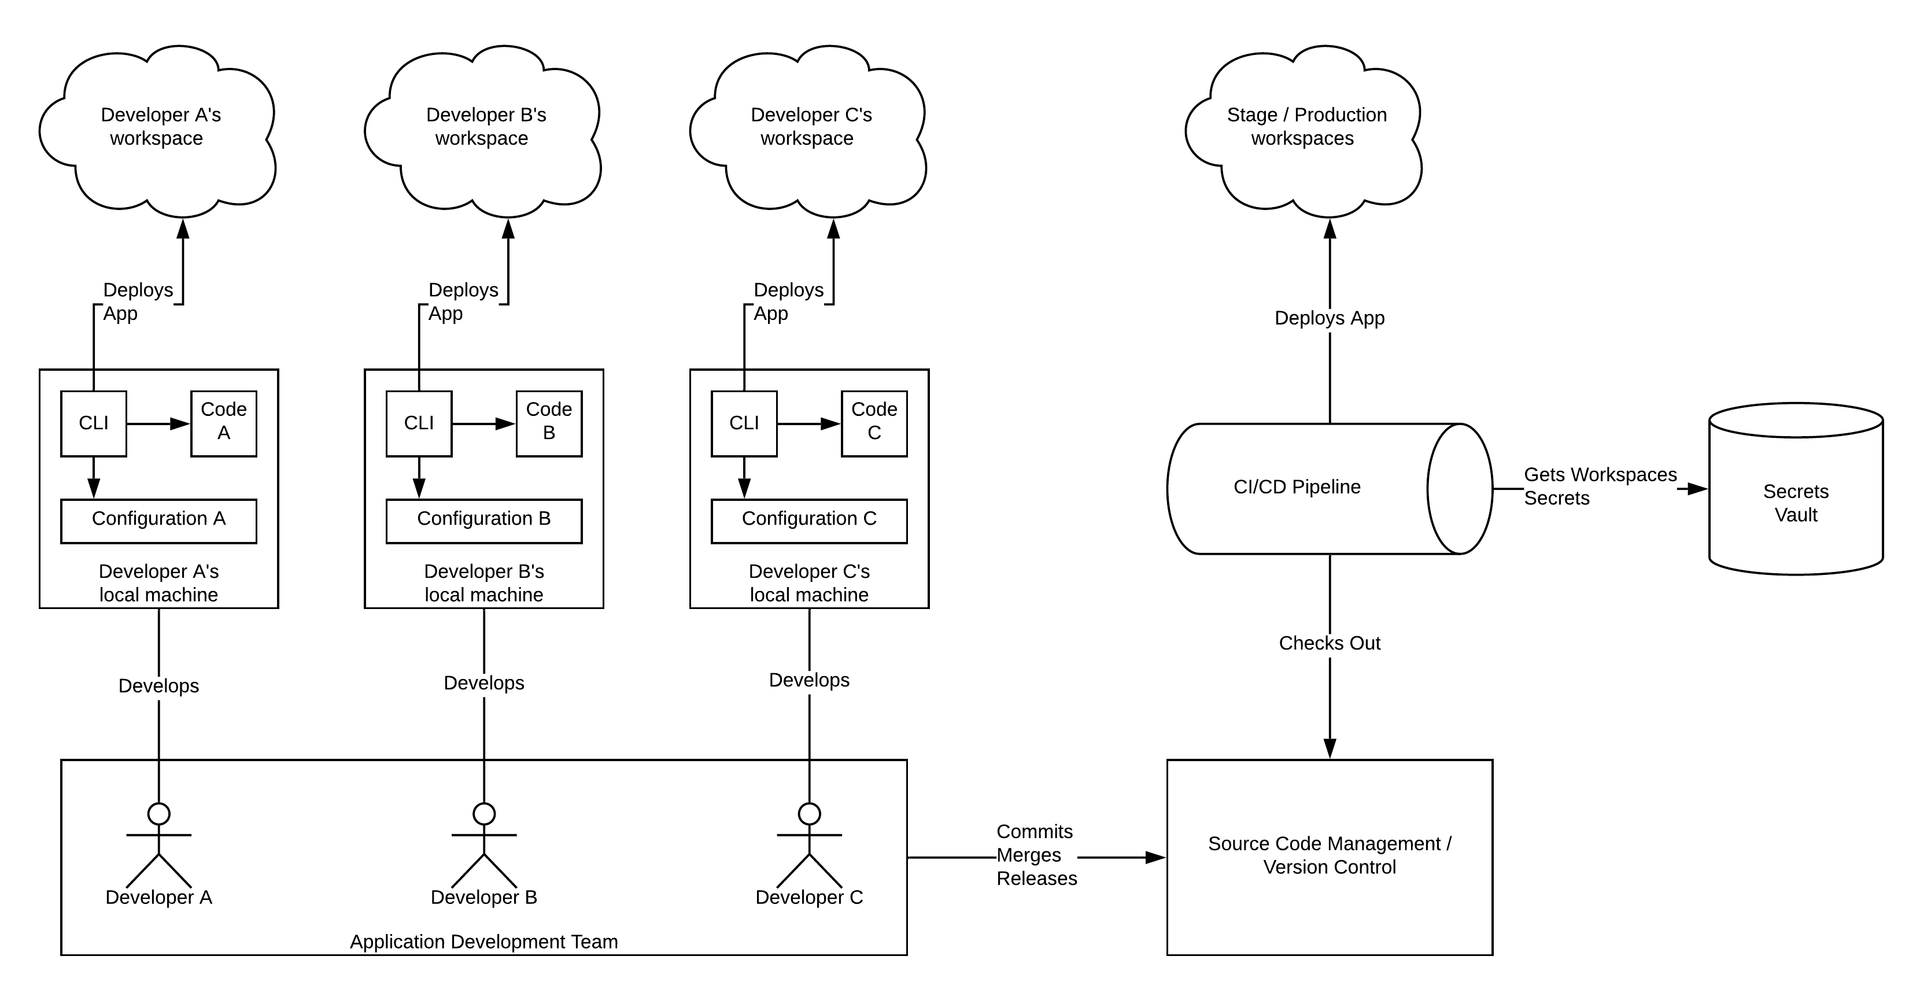 Developer A's
workspace
Developer B's
workspace
Developer C's
workspace
Stage / Production
workspaces
Deploys
App
Deploys
App
Deploys
App
Deploys App
CLI
Code
A
Configuration A
Developer A's
local machine
CLI
Code
B
Configuration B
Developer B's
local machine
CLI
Code
C
Configuration C
Developer C's
local machine
CI/CD Pipeline
Gets Workspaces
Secrets
Secrets
Vault
Checks Out
Develops
Develops
Develops
Developer A
Developer B
Developer C
Application Development Team
Commits
Merges
Releases
Source Code Management /
Version Control